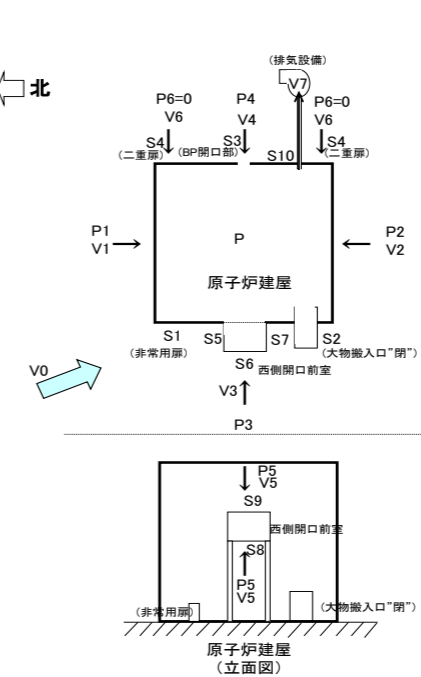 北
(排気設備)
V7
P6=0
V6
P4
V4
P6=0
V6
S4
(二重扉)
S3
(BP開口部)
S10
S4
(二重扉)
P1
V1
P
P2
V2
原子炉建屋
S1
(非常用扉)
S5
S7
S2
(大物搬入口"閉")
S6
西側開口前室
V0
V3
P3
P5
V5
S9
西側開口前室
S8
P5
V5
(非常用扉)
(大物搬入口"閉")
原子炉建屋
(立面図)